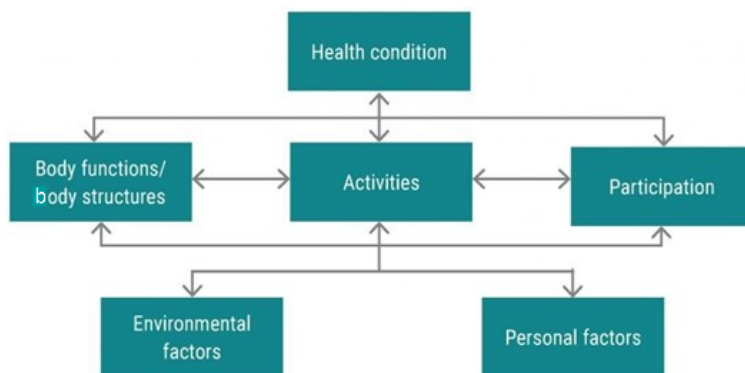 Health condition
Body functions/
body structures
Activities
Participation
Environmental
factors
Personal factors